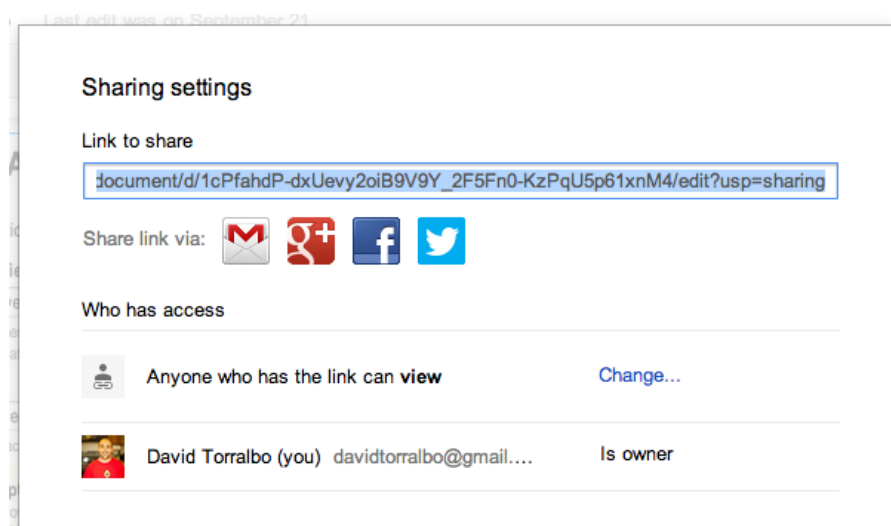 Last edit was on September 21
Sharing settings
Link to share
document/d/1cPfahdP-dxUevy2oiB9V9Y_2F5Fn0-KzPqU5p61xnM4/edit?usp=sharing
Share link via:
g+
f
Who has access
Anyone who has the link can view
Change...
David Torralbo (you) davidtorralbo@gmail....
Is owner